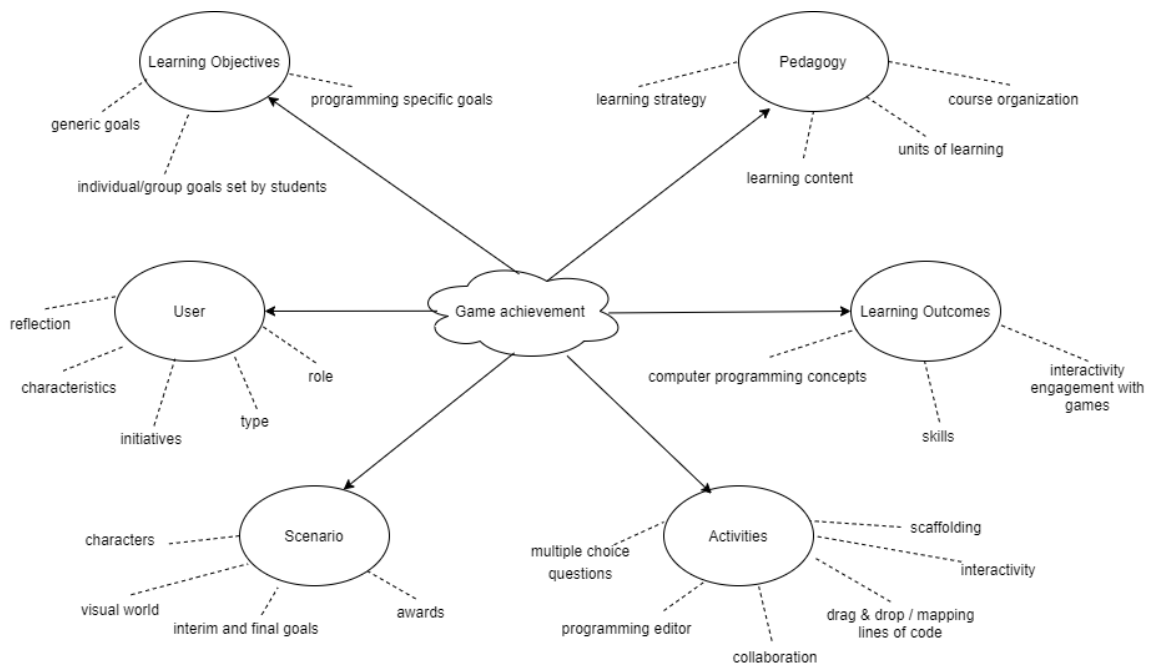 Learning Objectives
generic goals
programming specific goals
individual/group goals set by students
Pedagogy
learning strategy
course organization
learning content
units of learning
Game achievement
User
reflection
characteristics
initiatives
type
role
Learning Outcomes
computer programming concepts
skills
interactivity
engagement with
games
Scenario
characters
visual world
interim and final goals
awards
Activities
multiple choice
questions
programming editor
collaboration
drag & drop / mapping
lines of code
interactivity
scaffolding